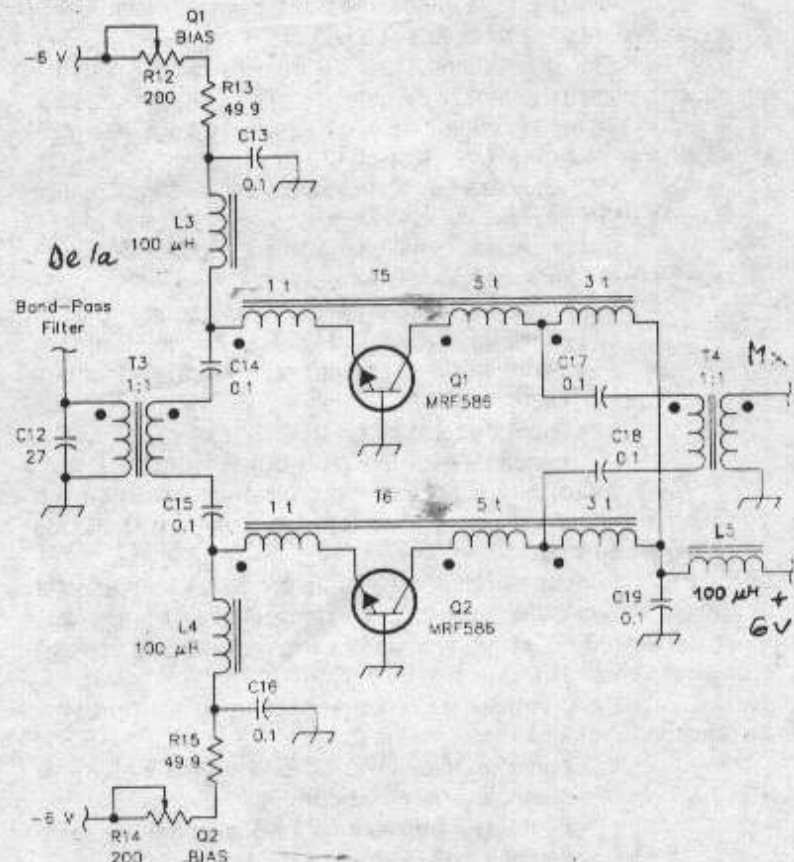 Q1
BIAS
-6 V
R12
200
R13
49.9
C13
0.1
L3
100 µH
De la
Band-Pass
Filter
T3
1:1
C12
27
C14
0.1
1 t
T5
5 t
3 t
Q1
MRF586
C17
0.1
T4
1:1
Mx
C18
0.1
C15
0.1
1 t
T6
5 t
3 t
Q2
MRF586
L5
100 µH
+
6V
C19
0.1
L4
100 µH
C16
0.1
R15
49.9
-6 V
R14
200
Q2
BIAS